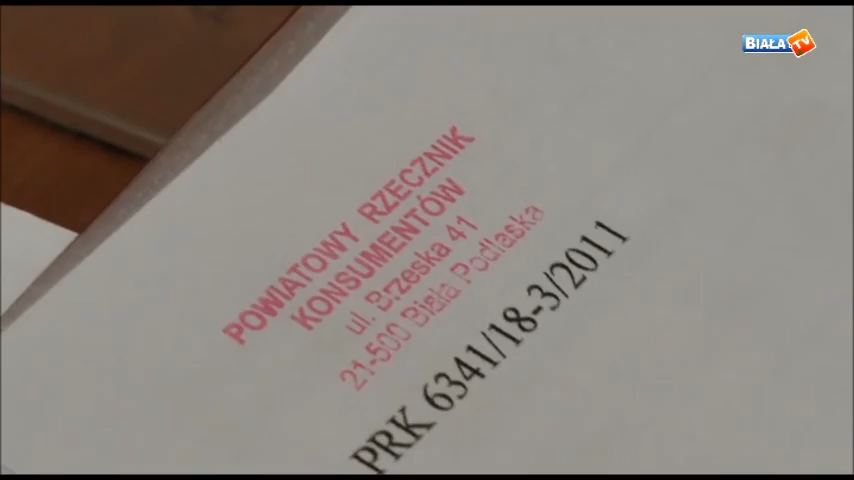 BIAŁA TV
POWIATOWY RZECZNIK
KONSUMENTÓW
ul. Brzeska 41
21-500 Biała Podlaska
PRK 6341/18-3/2011